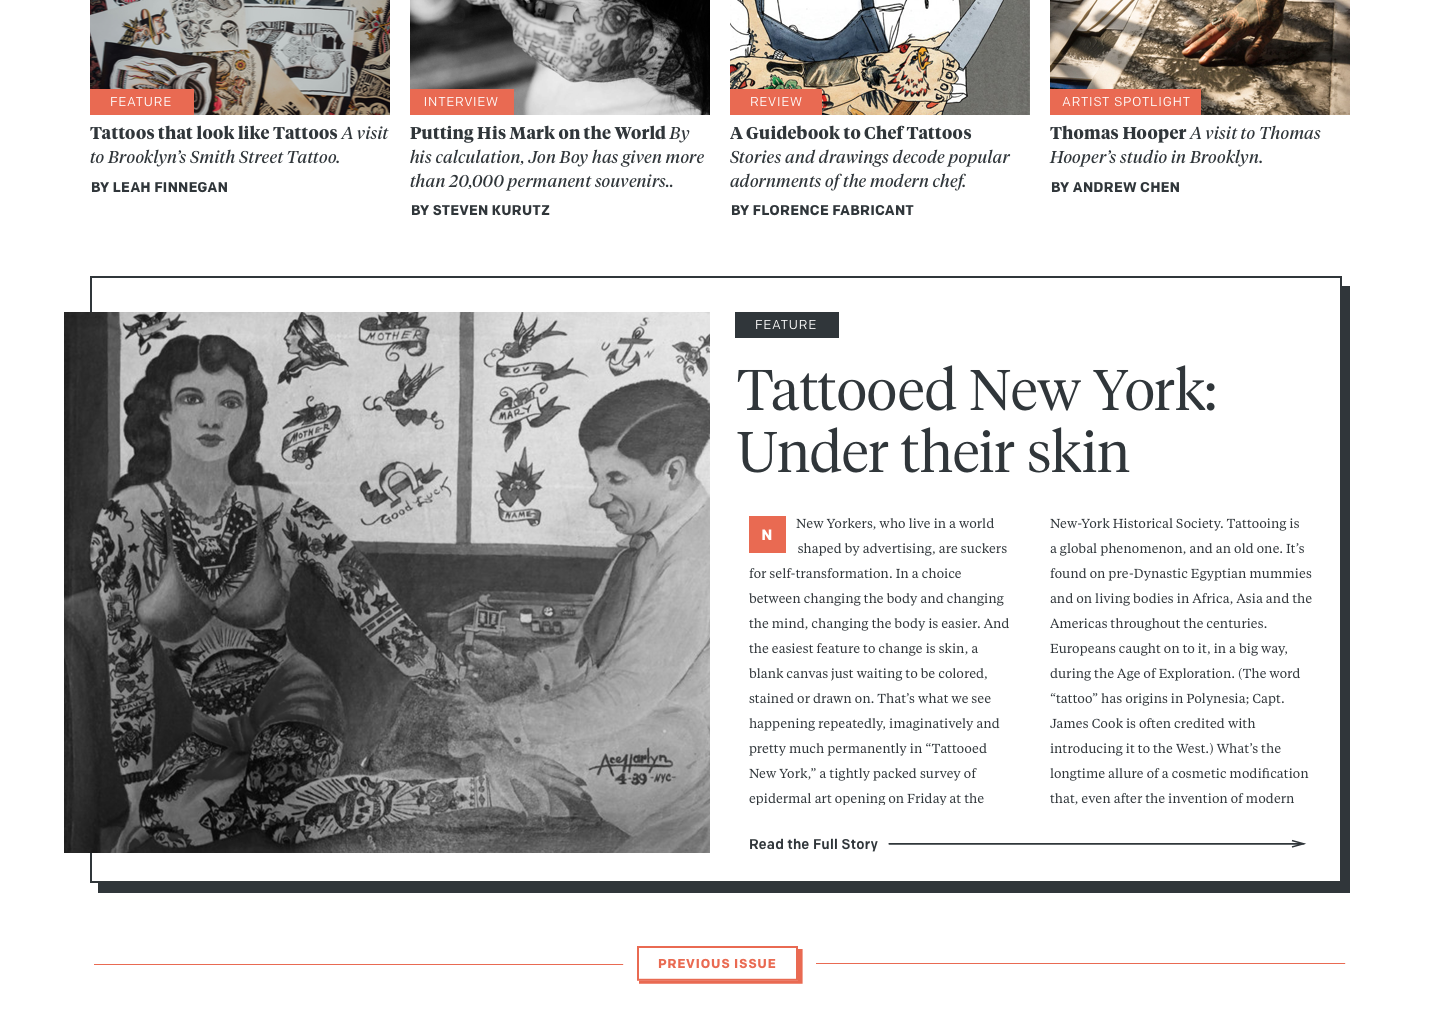 FEATURE
Tattoos that look like Tattoos A visit
to Brooklyn’s Smith Street Tattoo.
BY LEAH FINNEGAN
INTERVIEW
Putting His Mark on the World By
his calculation, Jon Boy has given more
than 20,000 permanent souvenirs..
BY STEVEN KURUTZ
REVIEW
A Guidebook to Chef Tattoos
Stories and drawings decode popular
adornments of the modern chef.
BY FLORENCE FABRICANT
ARTIST SPOTLIGHT
Thomas Hooper A visit to Thomas
Hooper’s studio in Brooklyn.
BY ANDREW CHEN
MOTHER
LOVE
S
U N
MARY
MOTHER
Good Luck
NAME
Ace Harlyn
4-39 -NYC-
FEATURE
Tattooed New York:
Under their skin
N
New Yorkers, who live in a world
shaped by advertising, are suckers
for self-transformation. In a choice
between changing the body and changing
the mind, changing the body is easier. And
the easiest feature to change is skin, a
blank canvas just waiting to be colored,
stained or drawn on. That’s what we see
happening repeatedly, imaginatively and
pretty much permanently in “Tattooed
New York,” a tightly packed survey of
epidermal art opening on Friday at the
New-York Historical Society. Tattooing is
a global phenomenon, and an old one. It’s
found on pre-Dynastic Egyptian mummies
and on living bodies in Africa, Asia and the
Americas throughout the centuries.
Europeans caught on to it, in a big way,
during the Age of Exploration. (The word
“tattoo” has origins in Polynesia; Capt.
James Cook is often credited with
introducing it to the West.) What’s the
longtime allure of a cosmetic modification
that, even after the invention of modern
Read the Full Story
PREVIOUS ISSUE